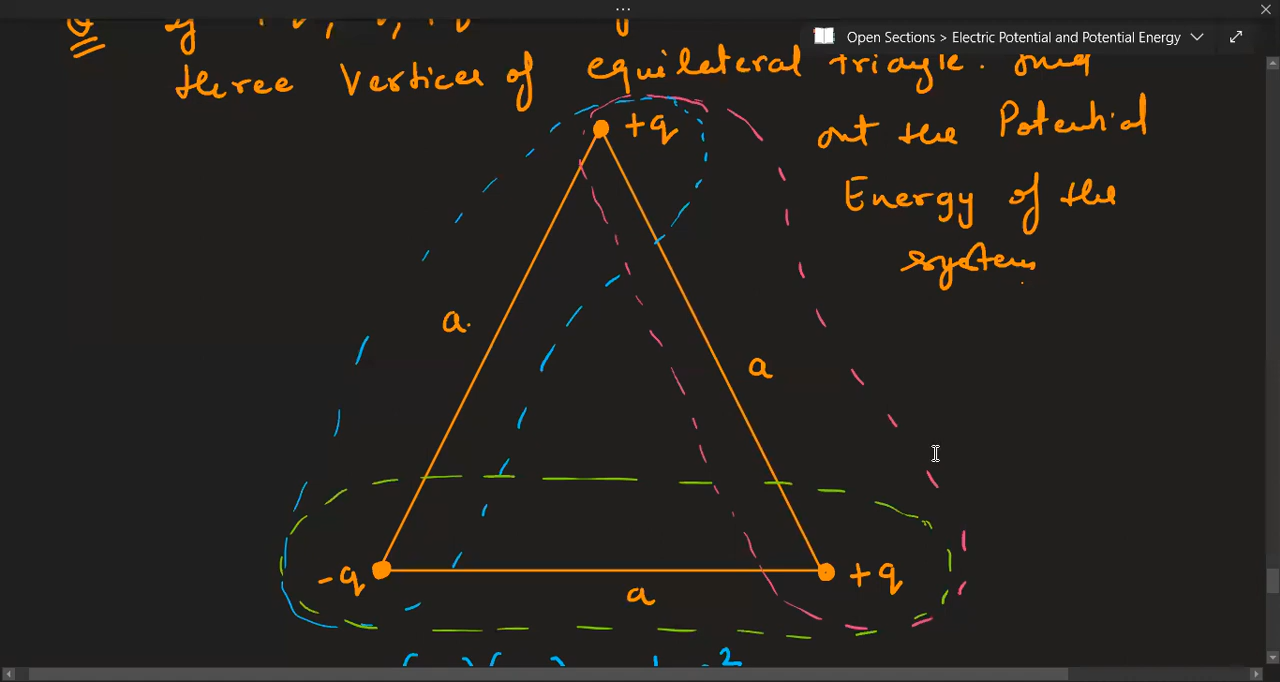 Open Sections > Electric Potential and Potential Energy
three Vertices of equilateral triangle. find
out the Potential
Energy of the
system.
+q
a.
a
-q
a
+q